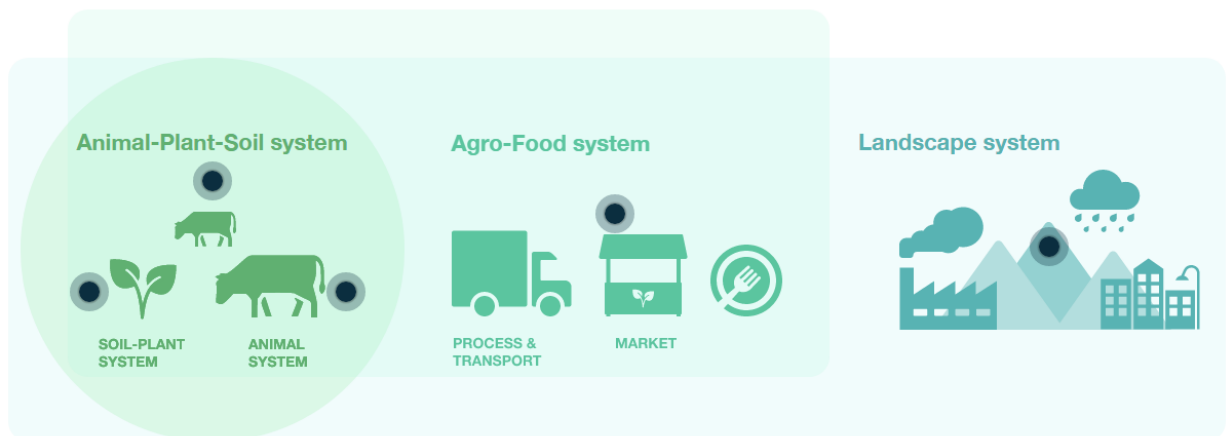 Animal-Plant-Soil system
Agro-Food system
Landscape system
SOIL-PLANT
SYSTEM
ANIMAL
SYSTEM
PROCESS &
TRANSPORT
MARKET